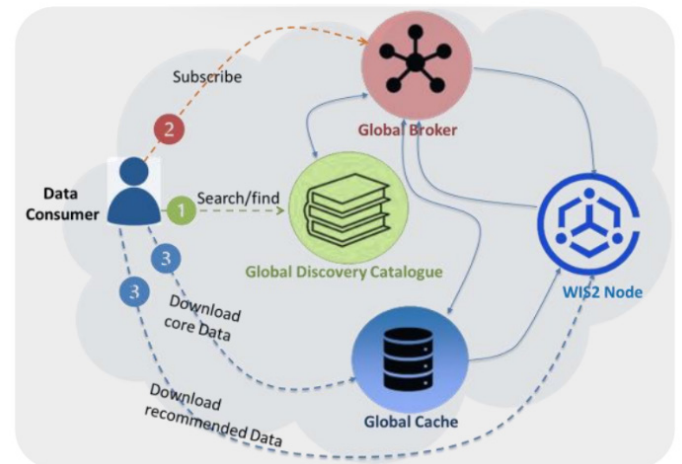 Subscribe
2
Global Broker
Data
Consumer
1
Search/find
Global Discovery Catalogue
3
3
WIS2 Node
Download
core Data
Global Cache
Download
recommended Data